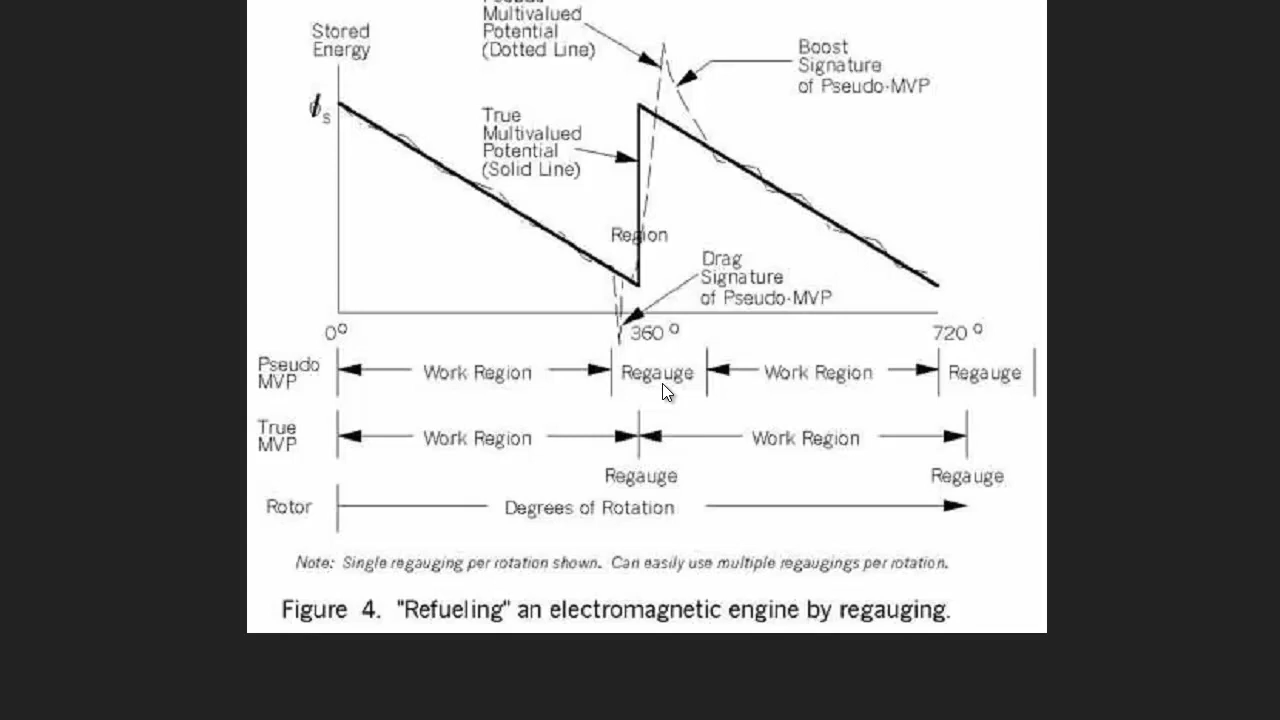 Multivalued
Potential
(Dotted Line)
Stored
Energy
Boost
Signature
of Pseudo-MVP
ϕs
True
Multivalued
Potential
(Solid Line)
Region
Drag
Signature
of Pseudo-MVP
0°
360 °
720 °
Pseudo
MVP
Work Region
Regauge
Work Region
Regauge
True
MVP
Work Region
Work Region
Regauge
Regauge
Rotor
Degrees of Rotation
Note: Single regauging per rotation shown. Can easily use multiple regaugings per rotation.
Figure 4. "Refueling" an electromagnetic engine by regauging.